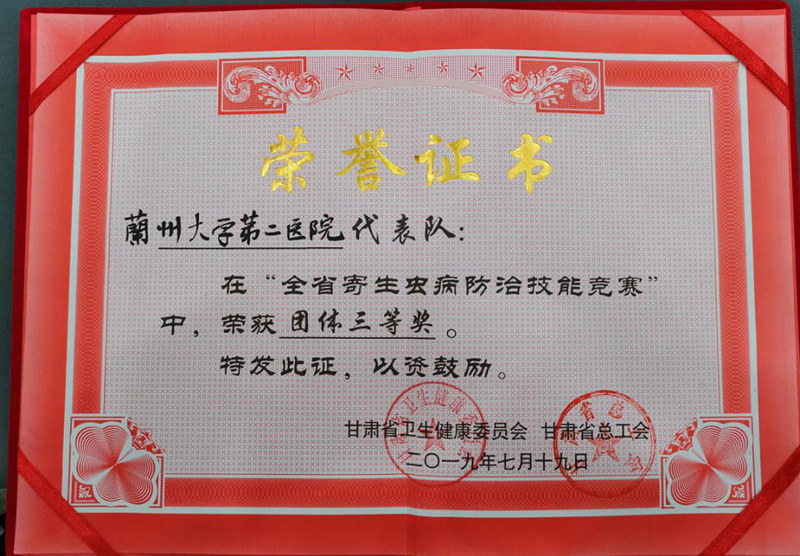 荣誉证书
蘭州大学第二医院代表队：
在“全省寄生虫病防治技能竞赛”
中，荣获团体三等奖。
特发此证，以资鼓励。
甘肃省卫生健康委员会 甘肃省总工会
二〇一九年七月十九日